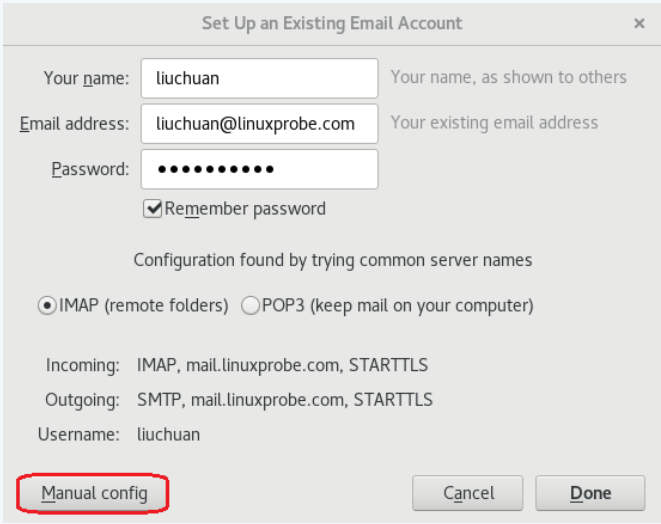 Set Up an Existing Email Account ×
Your name: liuchuan Your name, as shown to others
Email address: liuchuan@linuxprobe.com Your existing email address
Password: ●●●●●●●●●●
Remember password
Configuration found by trying common server names
IMAP (remote folders) POP3 (keep mail on your computer)
Incoming: IMAP, mail.linuxprobe.com, STARTTLS
Outgoing: SMTP, mail.linuxprobe.com, STARTTLS
Username: liuchuan
Manual config Cancel Done